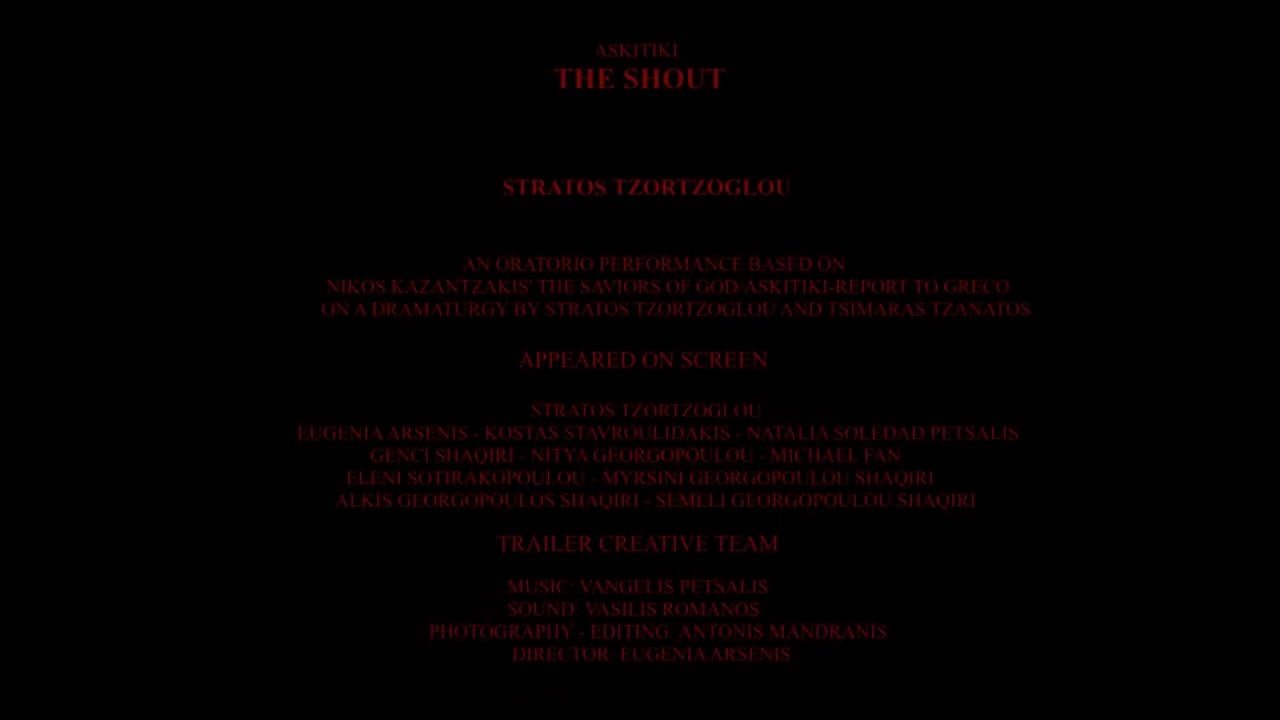 ASKITIKI
THE SHOUT
STRATOS TZORTZOGLOU
AN ORATORIO PERFORMANCE BASED ON
NIKOS KAZANTZAKIS' THE SAVIORS OF GOD/ASKITIKI-REPORT TO GRECO
ON A DRAMATURGY BY STRATOS TZORTZOGLOU AND TSIMARAS TZANATOS
APPEARED ON SCREEN
STRATOS TZORTZOGLOU
EUGENIA ARSENIS - KOSTAS STAVROULIDAKIS - NATALIA SOLEDAD PETSALIS
GENCI SHAQIRI - NITYA GEORGOPOULOU - MICHAEL FAN
ELENI SOTIRAKOPOULOU - MYRSINI GEORGOPOULOU SHAQIRI
ALKIS GEORGOPOULOS SHAQIRI - SEMELI GEORGOPOULOU SHAQIRI
TRAILER CREATIVE TEAM
MUSIC: VANGELIS PETSALIS
SOUND: VASILIS ROMANOS
PHOTOGRAPHY - EDITING: ANTONIS MANDRANIS
DIRECTOR: EUGENIA ARSENIS